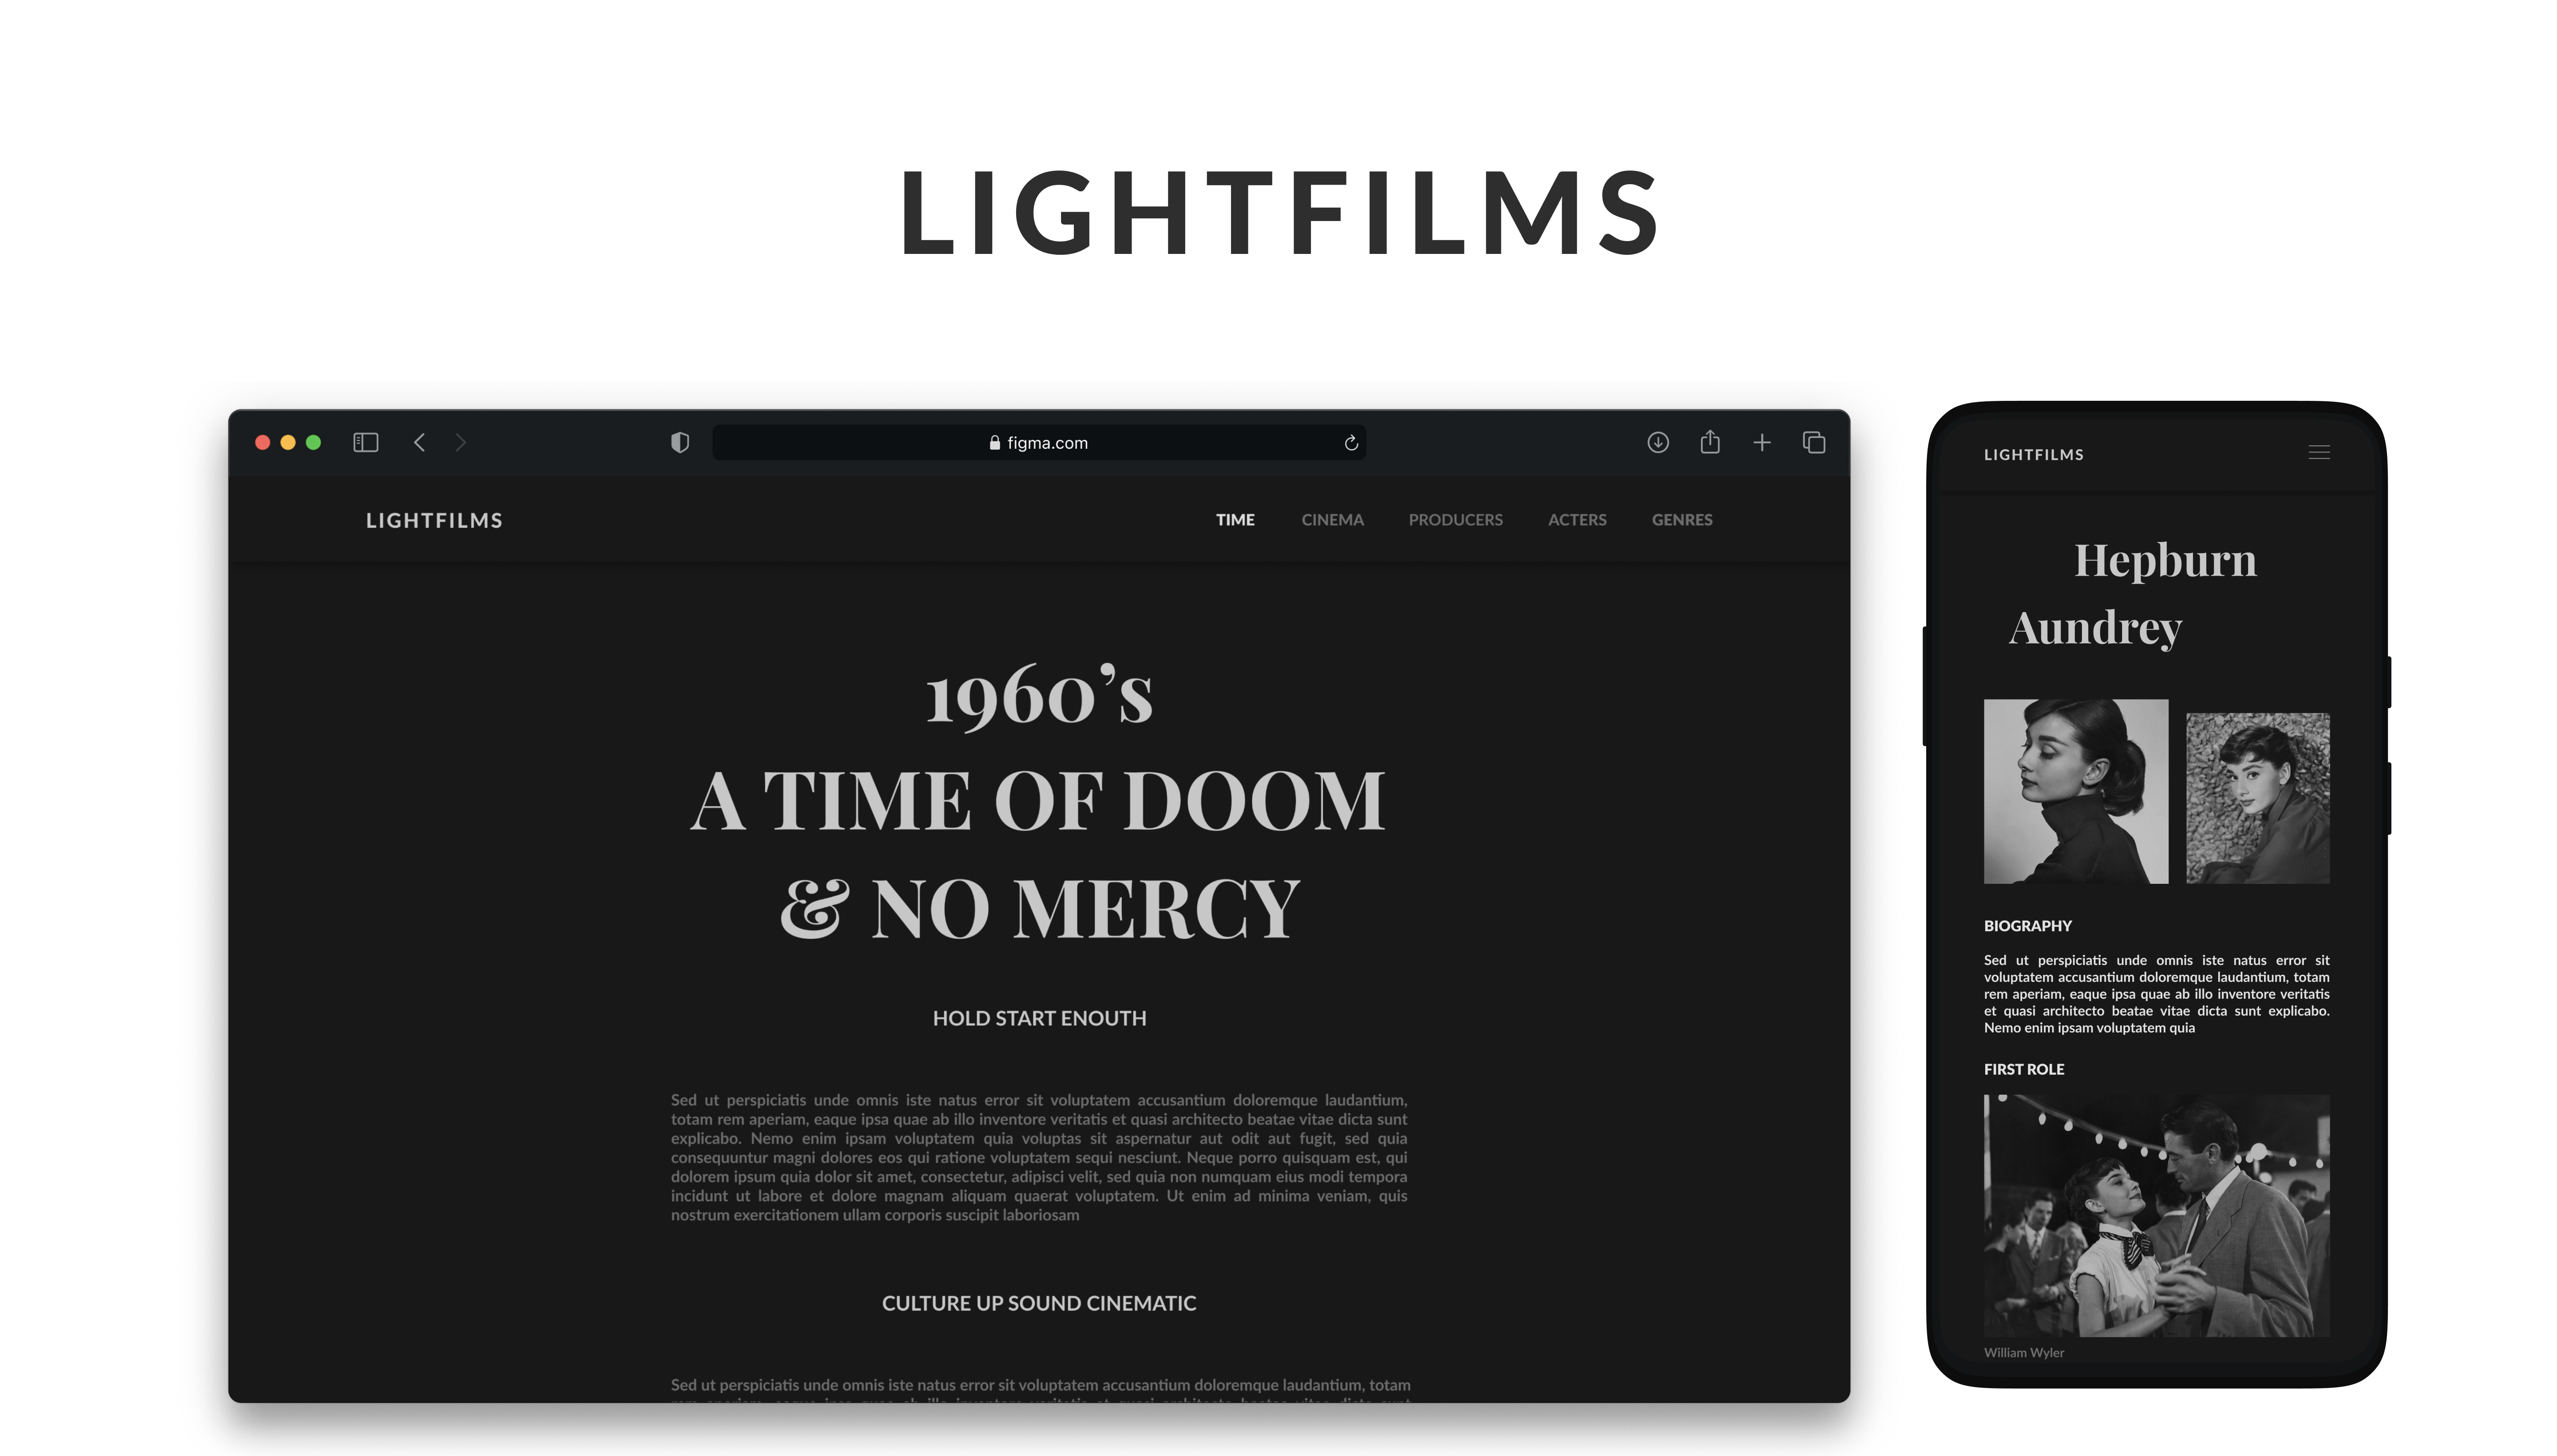 LIGHTFILMS
figma.com
LIGHTFILMS
TIME CINEMA PRODUCERS ACTERS GENRES
1960’s
A TIME OF DOOM
& NO MERCY
HOLD START ENOUTH
Sed ut perspiciatis unde omnis iste natus error sit voluptatem accusantium doloremque laudantium,
totam rem aperiam, eaque ipsa quae ab illo inventore veritatis et quasi architecto beatae vitae dicta sunt
explicabo. Nemo enim ipsam voluptatem quia voluptas sit aspernatur aut odit aut fugit, sed quia
consequuntur magni dolores eos qui ratione voluptatem sequi nesciunt. Neque porro quisquam est, qui
dolorem ipsum quia dolor sit amet, consectetur, adipisci velit, sed quia non numquam eius modi tempora
incidunt ut labore et dolore magnam aliquam quaerat voluptatem. Ut enim ad minima veniam, quis
nostrum exercitationem ullam corporis suscipit laboriosam
CULTURE UP SOUND CINEMATIC
Sed ut perspiciatis unde omnis iste natus error sit voluptatem accusantium doloremque laudantium, totam
LIGHTFILMS
Hepburn
Aundrey
BIOGRAPHY
Sed ut perspiciatis unde omnis iste natus error sit
voluptatem accusantium doloremque laudantium, totam
rem aperiam, eaque ipsa quae ab illo inventore veritatis
et quasi architecto beatae vitae dicta sunt explicabo.
Nemo enim ipsam voluptatem quia
FIRST ROLE
William Wyler